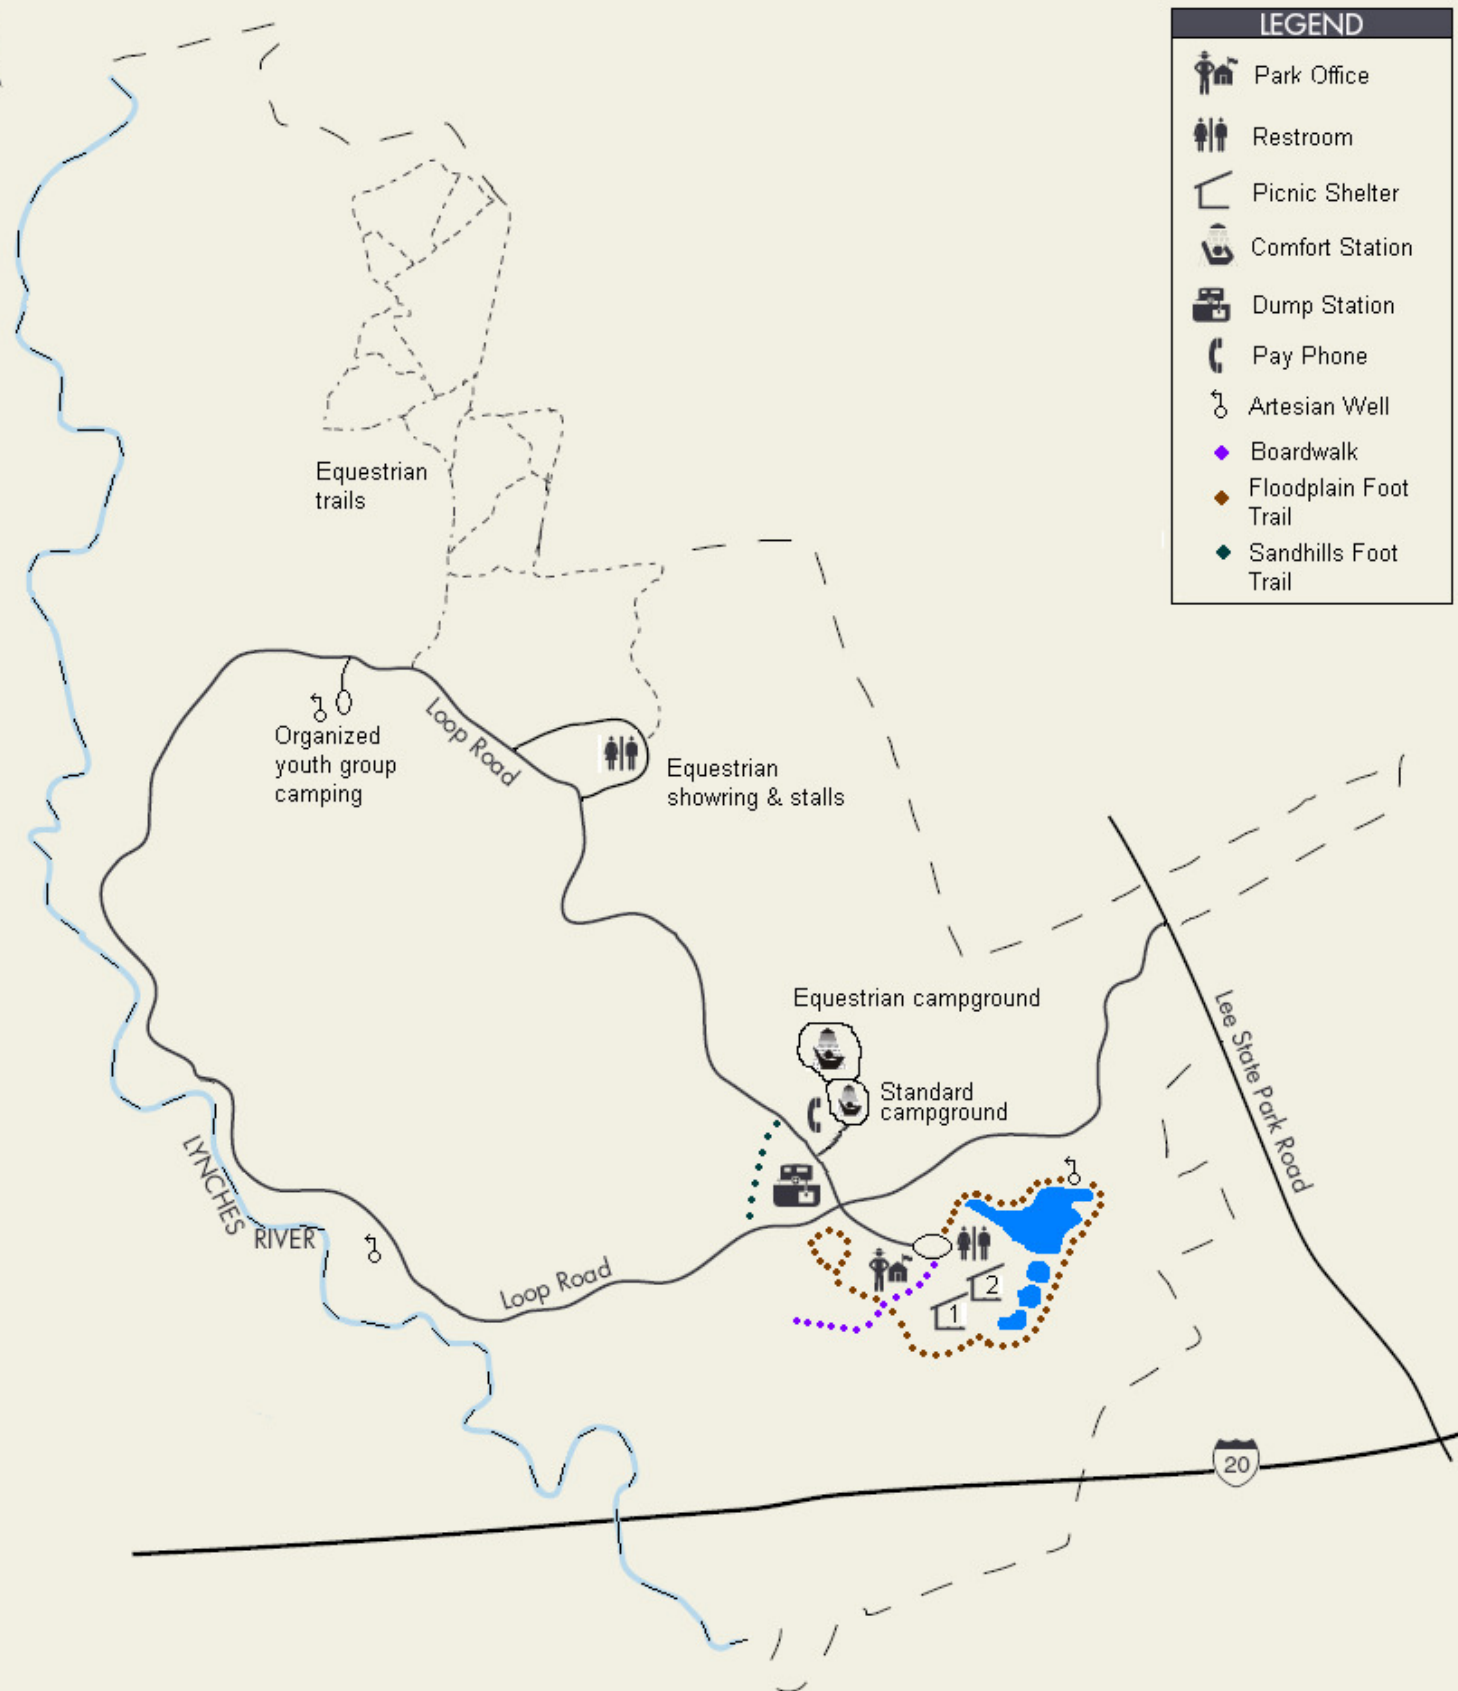 LEGEND
Park Office
Restroom
Picnic Shelter
Comfort Station
Dump Station
Pay Phone
Artesian Well
Boardwalk
Floodplain Foot
Trail
Sandhills Foot
Trail
Equestrian
trails
Loop Road
Organized
youth group
camping
Equestrian
showring & stalls
Equestrian campground
Standard
campground
Lee State Park Road
LYNCHES
RIVER
Loop Road
2
1
20